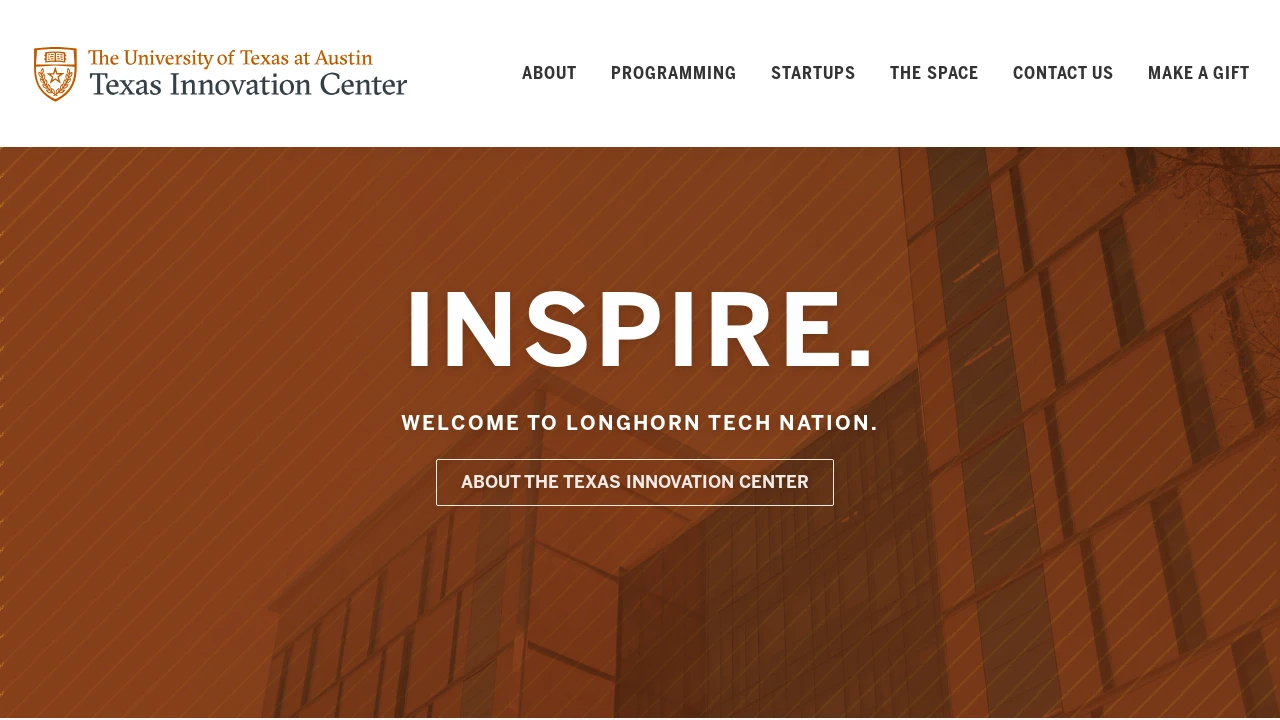 The University of Texas at Austin
Texas Innovation Center
ABOUT
PROGRAMMING
STARTUPS
THE SPACE
CONTACT US
MAKE A GIFT
INSPIRE.
WELCOME TO LONGHORN TECH NATION.
ABOUT THE TEXAS INNOVATION CENTER